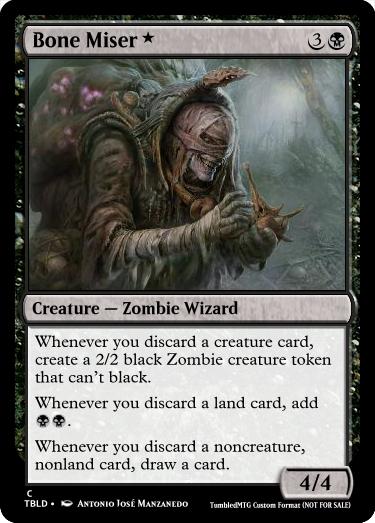 Bone Miser ★ 3
Creature — Zombie Wizard
Whenever you discard a creature card,
create a 2/2 black Zombie creature token
that can't black.
Whenever you discard a land card, add
.
Whenever you discard a noncreature,
nonland card, draw a card.
4/4
C
TBLD • Antonio José Manzanedo TumbledMTG Custom Format (NOT FOR SALE)